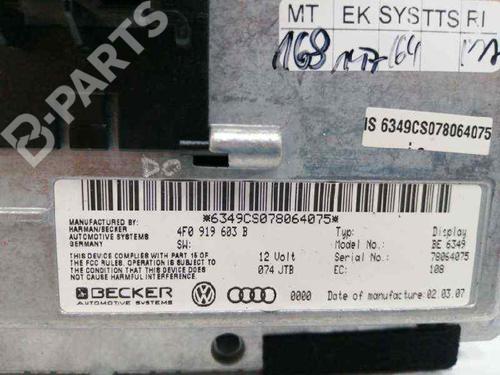 MT EK SYSTTSRI
168 64
B-PARTS
IS 6349CS078064075
DO
*6349CS078064075*
MANUFACTURED BY:
HARMAN/BECKER
AUTOMOTIVE SYSTEMS
GERMANY
4F0 919 603 B
SW:
Typ: Display
Model No.: BE 6349
THIS DEVICE COMPLIES WITH PART 15 OF
THE FCC RULES. OPERATION IS SUBJECT TO
THE CONDITION THAT THIS DEVICE DOES NOT
CAUSE HARMFUL INTERFERENCE
12 Volt
074 JTB
Serial No.: 78064075
EC: 108
BECKER
AUTOMOTIVE SYSTEMS
0000
Date of manufacture: 02.03.07